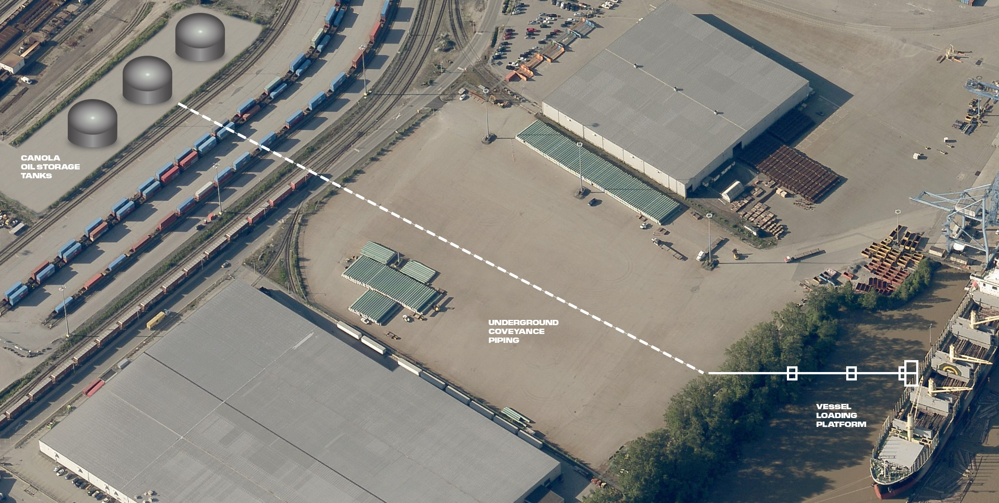 CANOLA
OIL STORAGE
TANKS
UNDERGROUND
COVEYANCE
PIPING
VESSEL
LOADING
PLATFORM